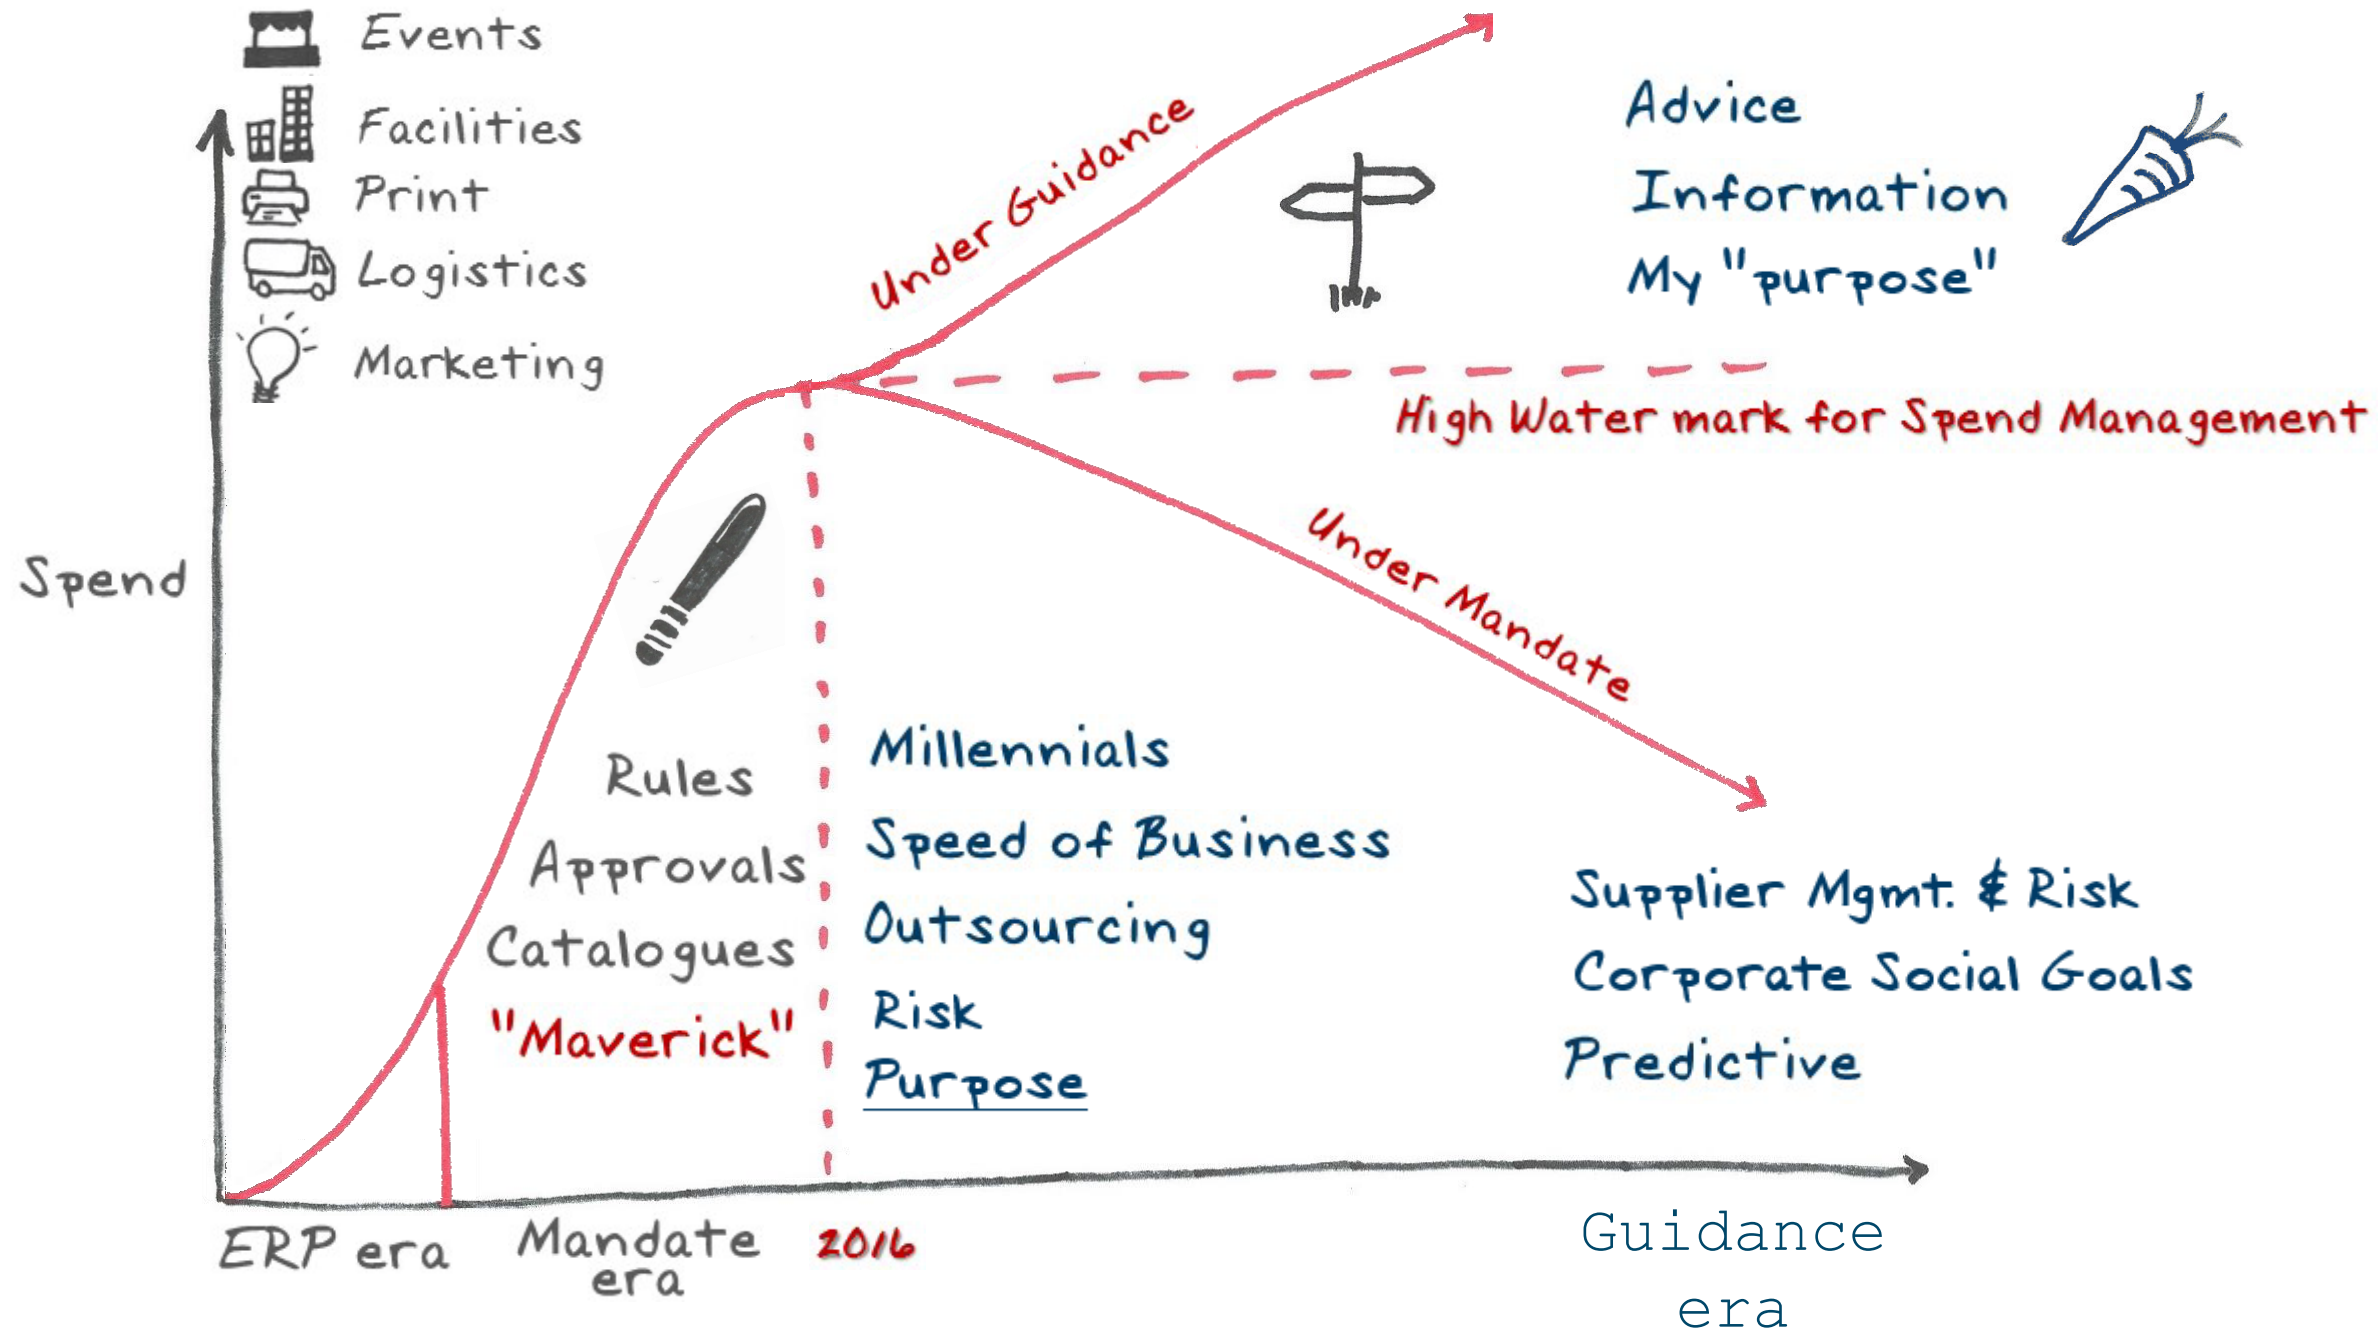 Events
Facilities
Print
Logistics
Marketing
Spend
Under Guidance
Advice
Information
My "purpose"
High Water mark for Spend Management
Under Mandate
Rules
Approvals
Catalogues
"Maverick"
Millennials
Speed of Business
Outsourcing
Risk
Purpose
Supplier Mgmt. & Risk
Corporate Social Goals
Predictive
ERP era
Mandate
era
2016
Guidance
era